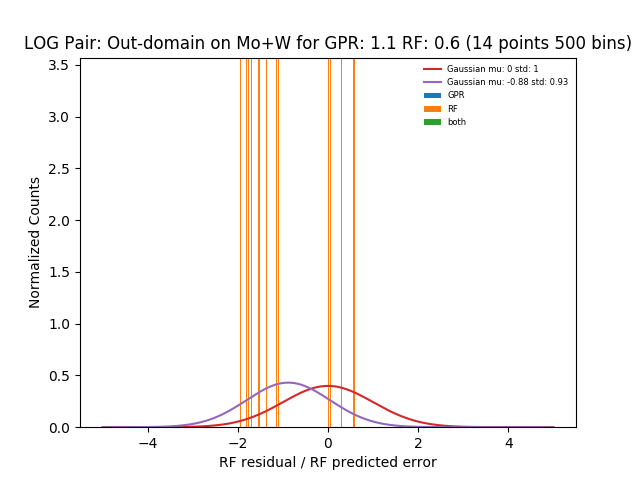 LOG Pair: Out-domain on Mo+W for GPR: 1.1 RF: 0.6 (14 points 500 bins)
Gaussian mu: 0 std: 1
Gaussian mu: -0.88 std: 0.93
GPR
RF
both
Normalized Counts
3.5
3.0
2.5
2.0
1.5
1.0
0.5
0.0
−4
−2
0
2
4
RF residual / RF predicted error